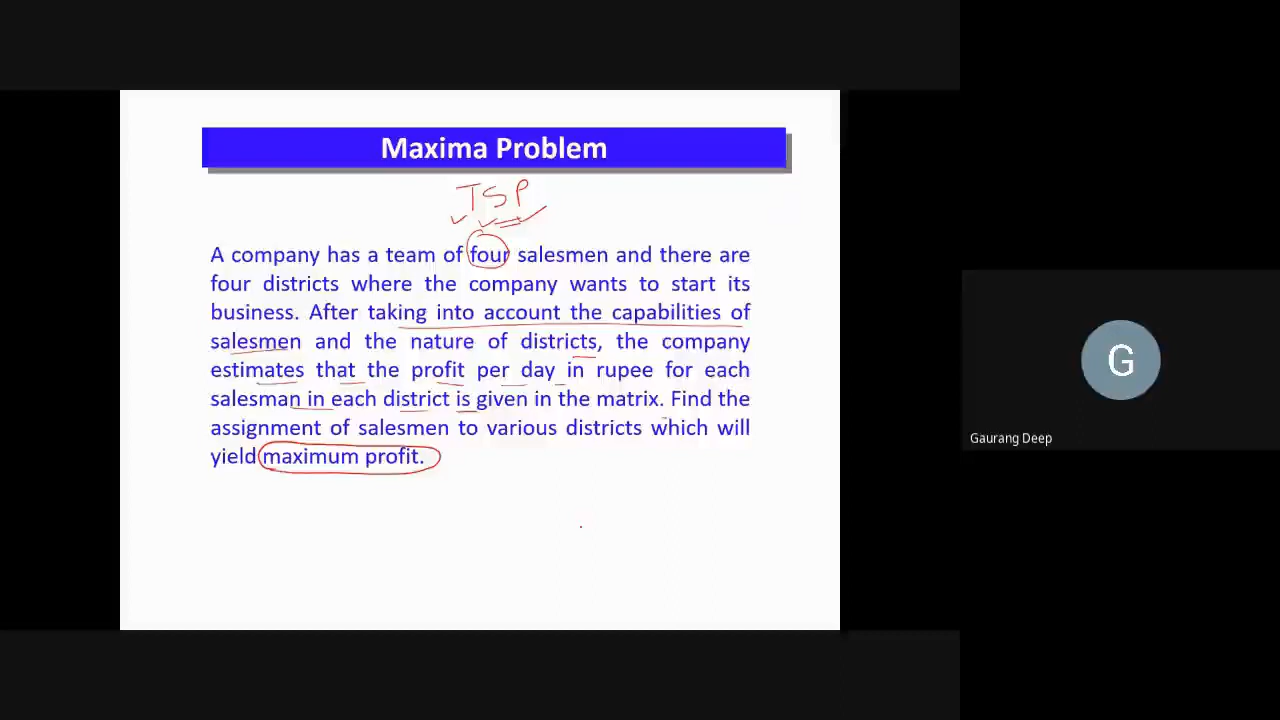 Maxima Problem
TSP
A company has a team of four salesmen and there are
four districts where the company wants to start its
business. After taking into account the capabilities of
salesmen and the nature of districts, the company
estimates that the profit per day in rupee for each
salesman in each district is given in the matrix. Find the
assignment of salesmen to various districts which will
yield maximum profit.
G
Gaurang Deep